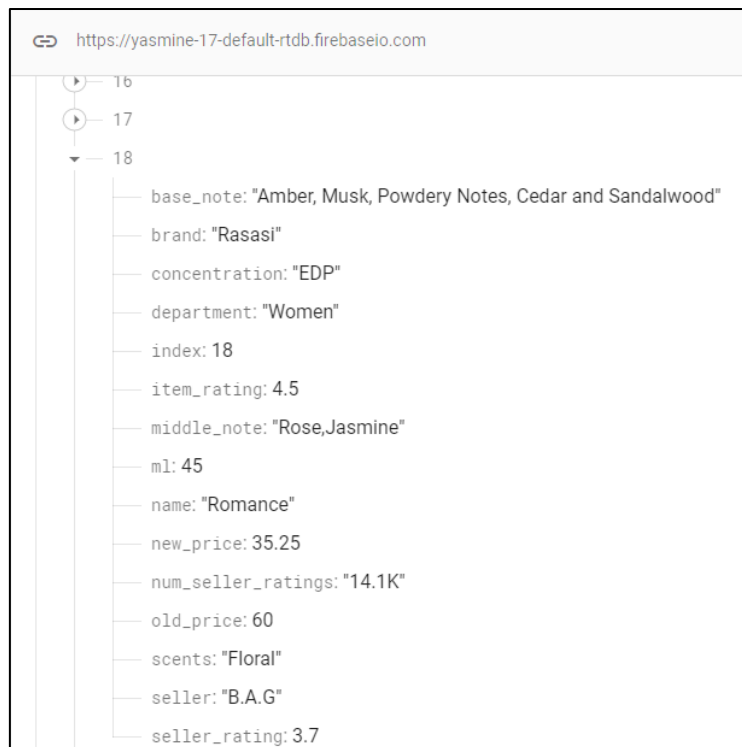 https://yasmine-17-default-rtdb.firebaseio.com
16
17
18
base_note: "Amber, Musk, Powdery Notes, Cedar and Sandalwood"
brand: "Rasasi"
concentration: "EDP"
department: "Women"
index: 18
item_rating: 4.5
middle_note: "Rose,Jasmine"
ml: 45
name: "Romance"
new_price: 35.25
num_seller_ratings: "14.1K"
old_price: 60
scents: "Floral"
seller: "B.A.G"
seller_rating: 3.7